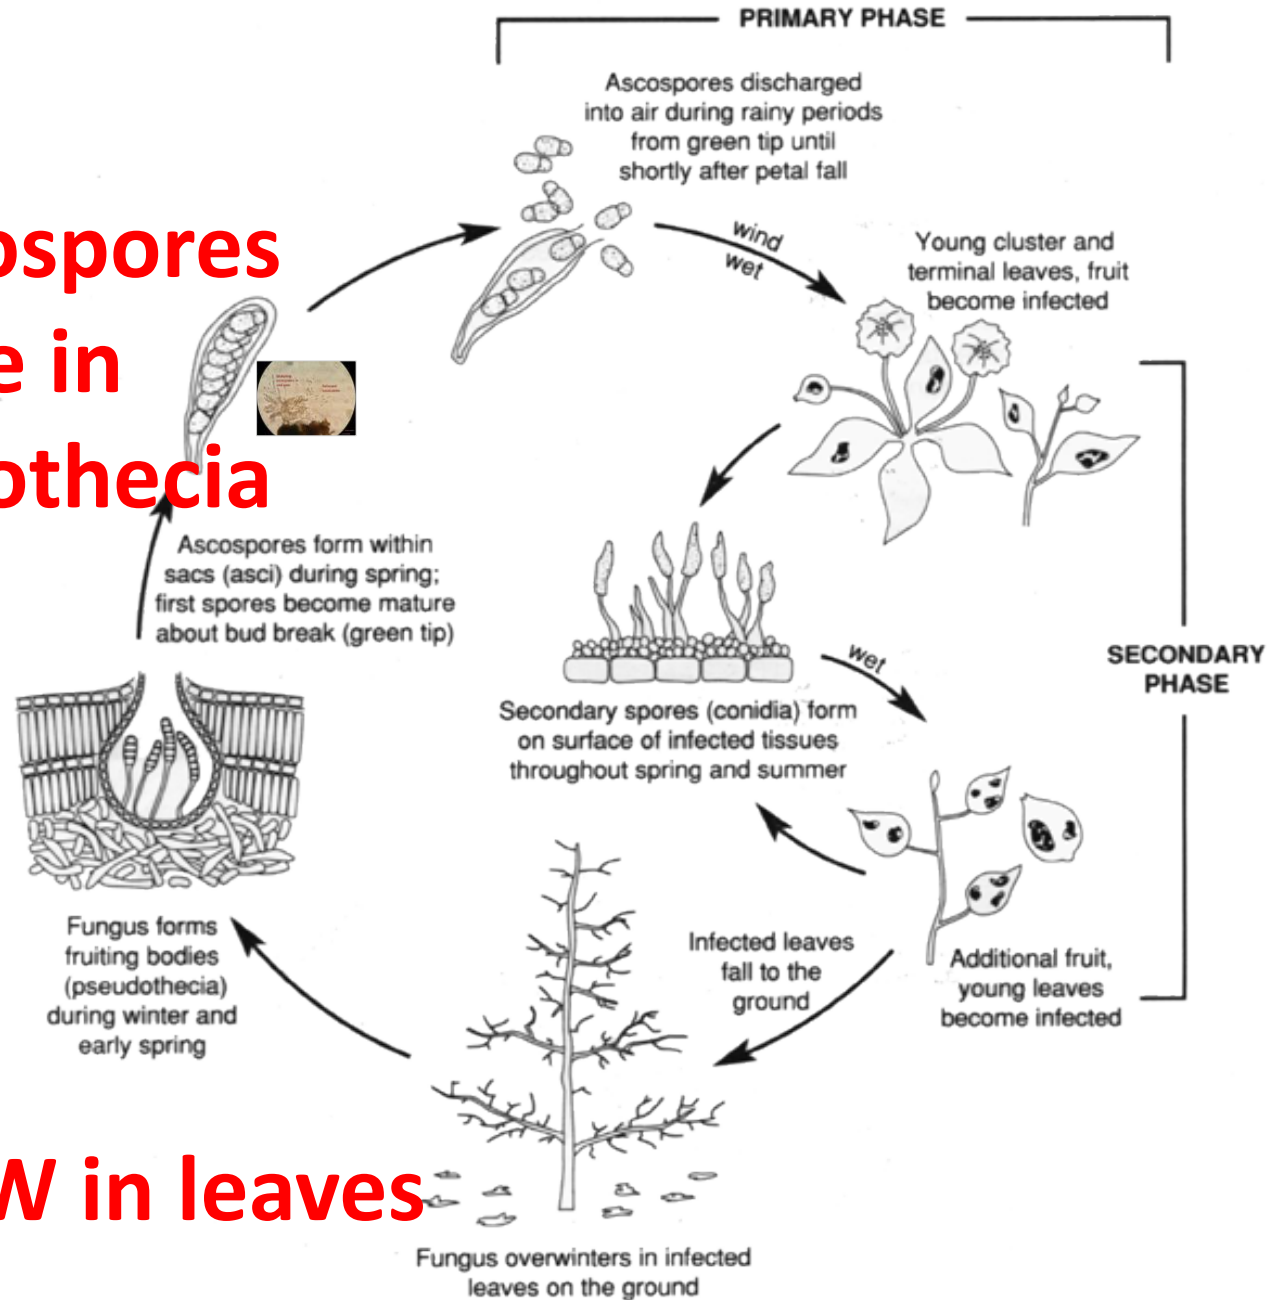 PRIMARY PHASE
Ascospores discharged
into air during rainy periods
from green tip until
shortly after petal fall
wind
wet
Young cluster and
terminal leaves, fruit
become infected
ospores
e in
othecia
Ascospores form within
sacs (asci) during spring;
first spores become mature
about bud break (green tip)
SECONDARY
PHASE
wet
Secondary spores (conidia) form
on surface of infected tissues
throughout spring and summer
Fungus forms
fruiting bodies
(pseudothecia)
during winter and
early spring
Infected leaves
fall to the
ground
Additional fruit,
young leaves
become infected
W in leaves
Fungus overwinters in infected
leaves on the ground